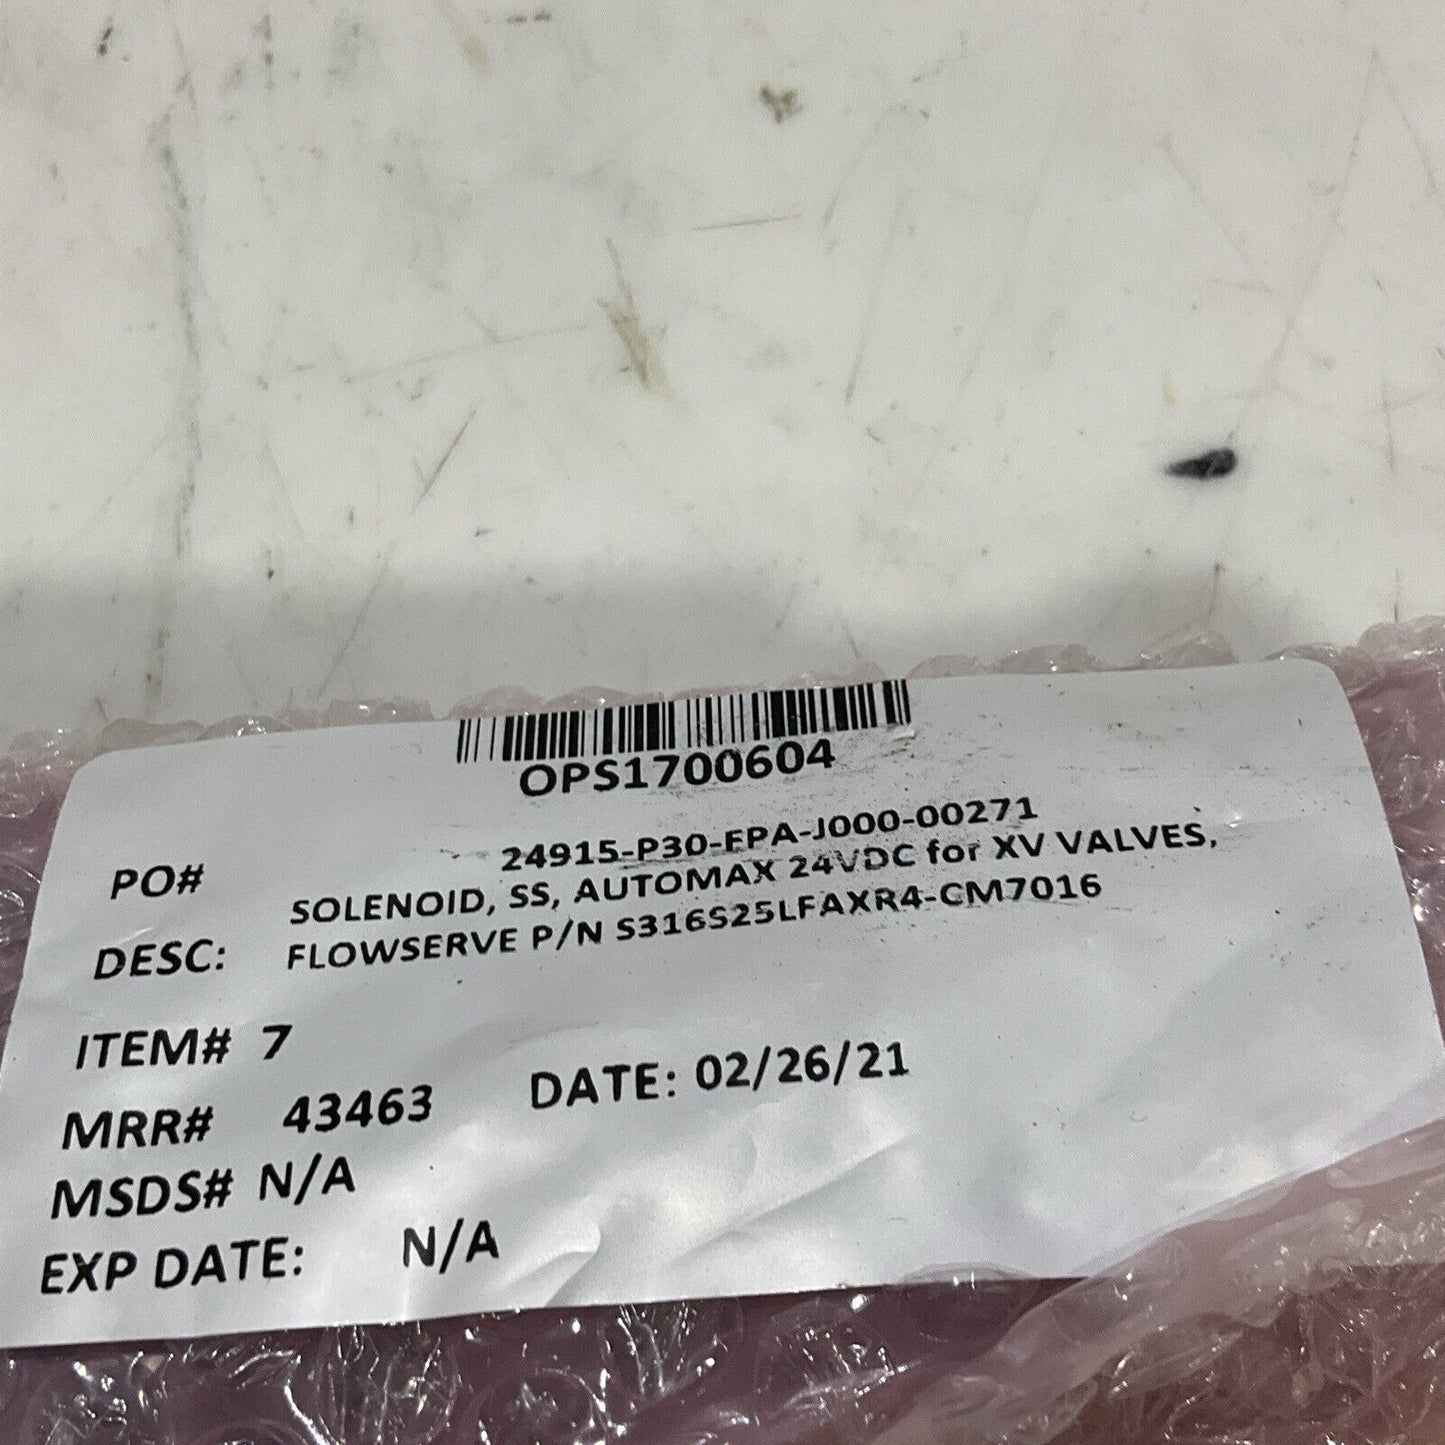 OPS1700604
PO# 24915-P30-FPA-J000-00271
SOLENOID, SS, AUTOMAX 24VDC for XV VALVES,
DESC: FLOWSERVE P/N S316S25LFAXR4-CM7016
ITEM# 7
MRR# 43463 DATE: 02/26/21
MSDS# N/A
EXP DATE: N/A